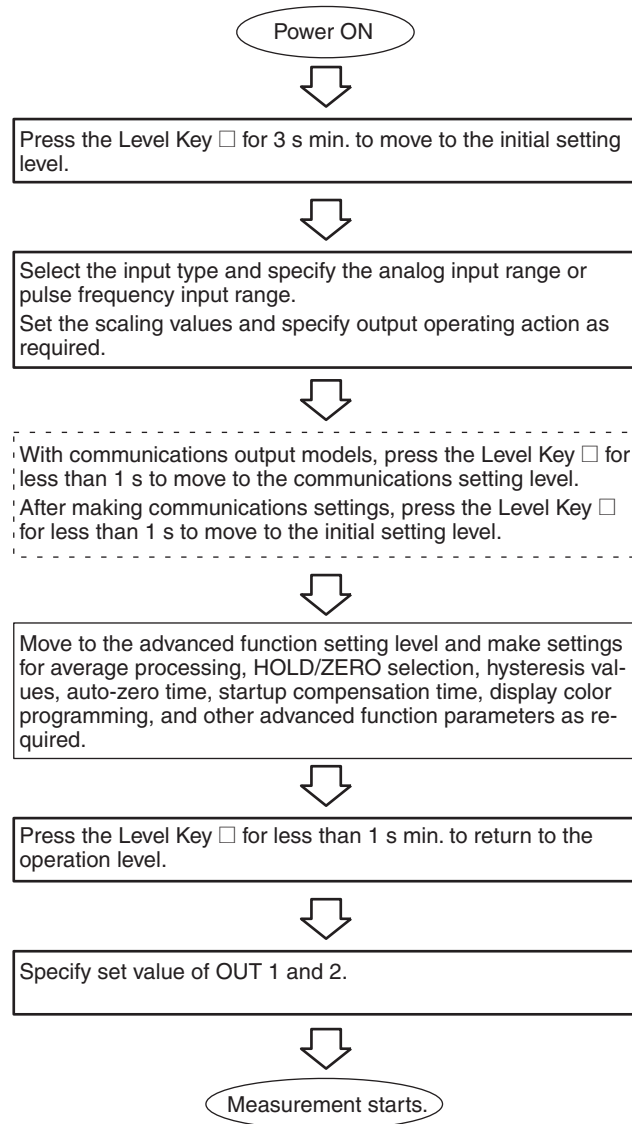 Power ON
Press the Level Key □ for 3 s min. to move to the initial setting
level.
Select the input type and specify the analog input range or
pulse frequency input range.
Set the scaling values and specify output operating action as
required.
With communications output models, press the Level Key □ for
less than 1 s to move to the communications setting level.
After making communications settings, press the Level Key □
for less than 1 s to move to the initial setting level.
Move to the advanced function setting level and make settings
for average processing, HOLD/ZERO selection, hysteresis val-
ues, auto-zero time, startup compensation time, display color
programming, and other advanced function parameters as re-
quired.
Press the Level Key □ for less than 1 s min. to return to the
operation level.
Specify set value of OUT 1 and 2.
Measurement starts.